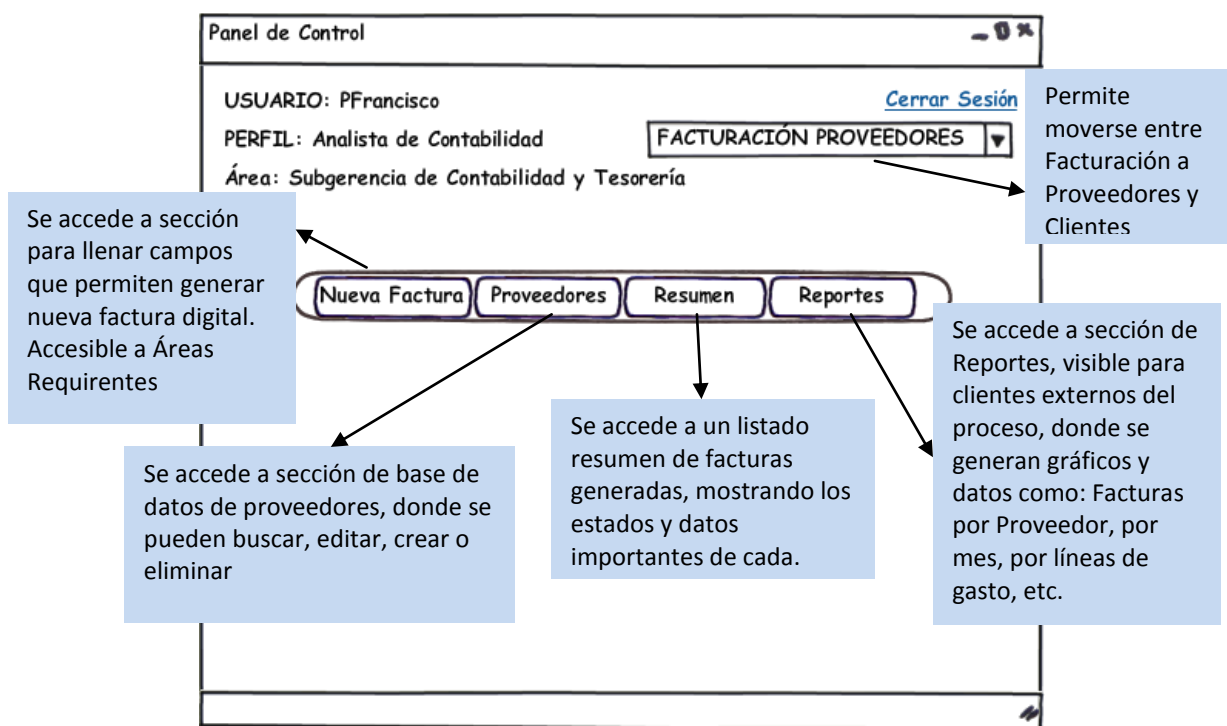 Panel de Control
USUARIO: PFrancisco
Cerrar Sesión
PERFIL: Analista de Contabilidad
FACTURACIÓN PROVEEDORES
Área: Subgerencia de Contabilidad y Tesorería
Permite
moverse entre
Facturación a
Proveedores y
Clientes
Se accede a sección
para llenar campos
que permiten generar
nueva factura digital.
Accesible a Áreas
Requirentes
Nueva Factura
Proveedores
Resumen
Reportes
Se accede a sección de base de
datos de proveedores, donde se
pueden buscar, editar, crear o
eliminar
Se accede a un listado
resumen de facturas
generadas, mostrando los
estados y datos
importantes de cada.
Se accede a sección de
Reportes, visible para
clientes externos del
proceso, donde se
generan gráficos y
datos como: Facturas
por Proveedor, por
mes, por líneas de
gasto, etc.